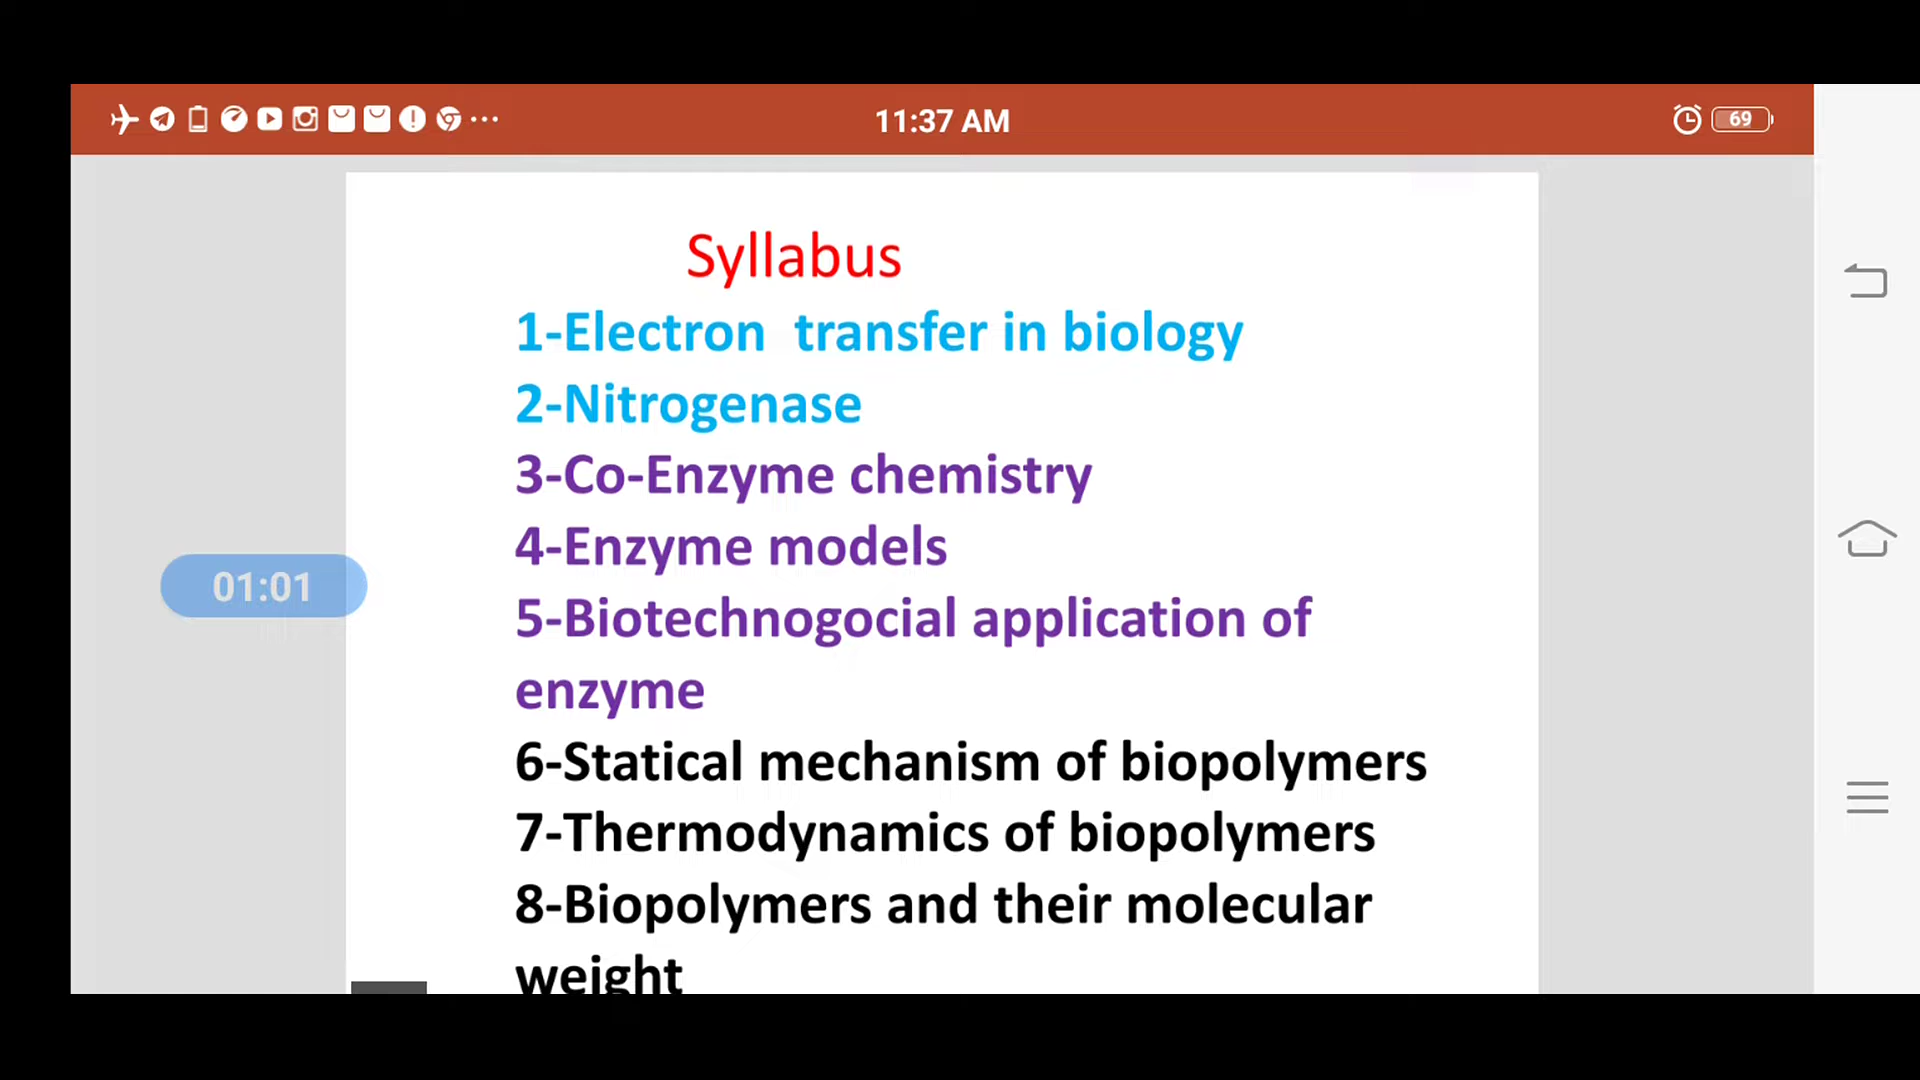 11:37 AM
69
Syllabus
1-Electron transfer in biology
2-Nitrogenase
3-Co-Enzyme chemistry
4-Enzyme models
01:01
5-Biotechnogocial application of
enzyme
6-Statical mechanism of biopolymers
7-Thermodynamics of biopolymers
8-Biopolymers and their molecular
weight